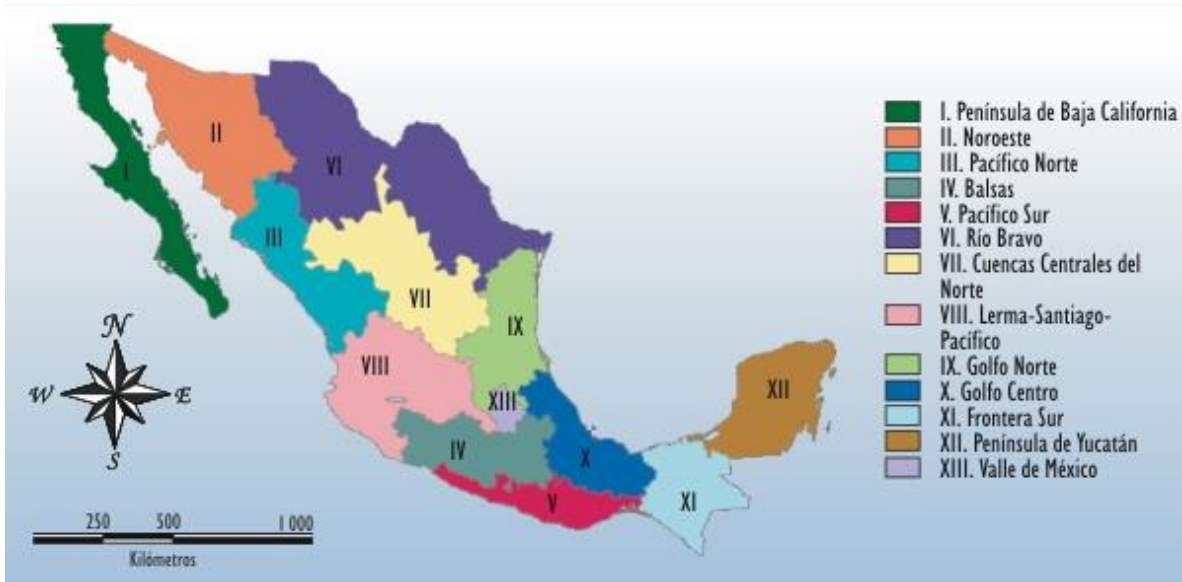 I
II
III
IV
V
VI
VII
VIII
IX
X
XI
XII
XIII
N
W
E
S
250 500 1 000
Kilómetros
I. Península de Baja California
II. Noroeste
III. Pacífico Norte
IV. Balsas
V. Pacifico Sur
VI. Río Bravo
VII. Cuencas Centrales del
Norte
VIII. Lerma-Santiago-
Pacífico
IX. Golfo Norte
X. Golfo Centro
XI. Frontera Sur
XII. Península de Yucatán
XIII. Valle de México